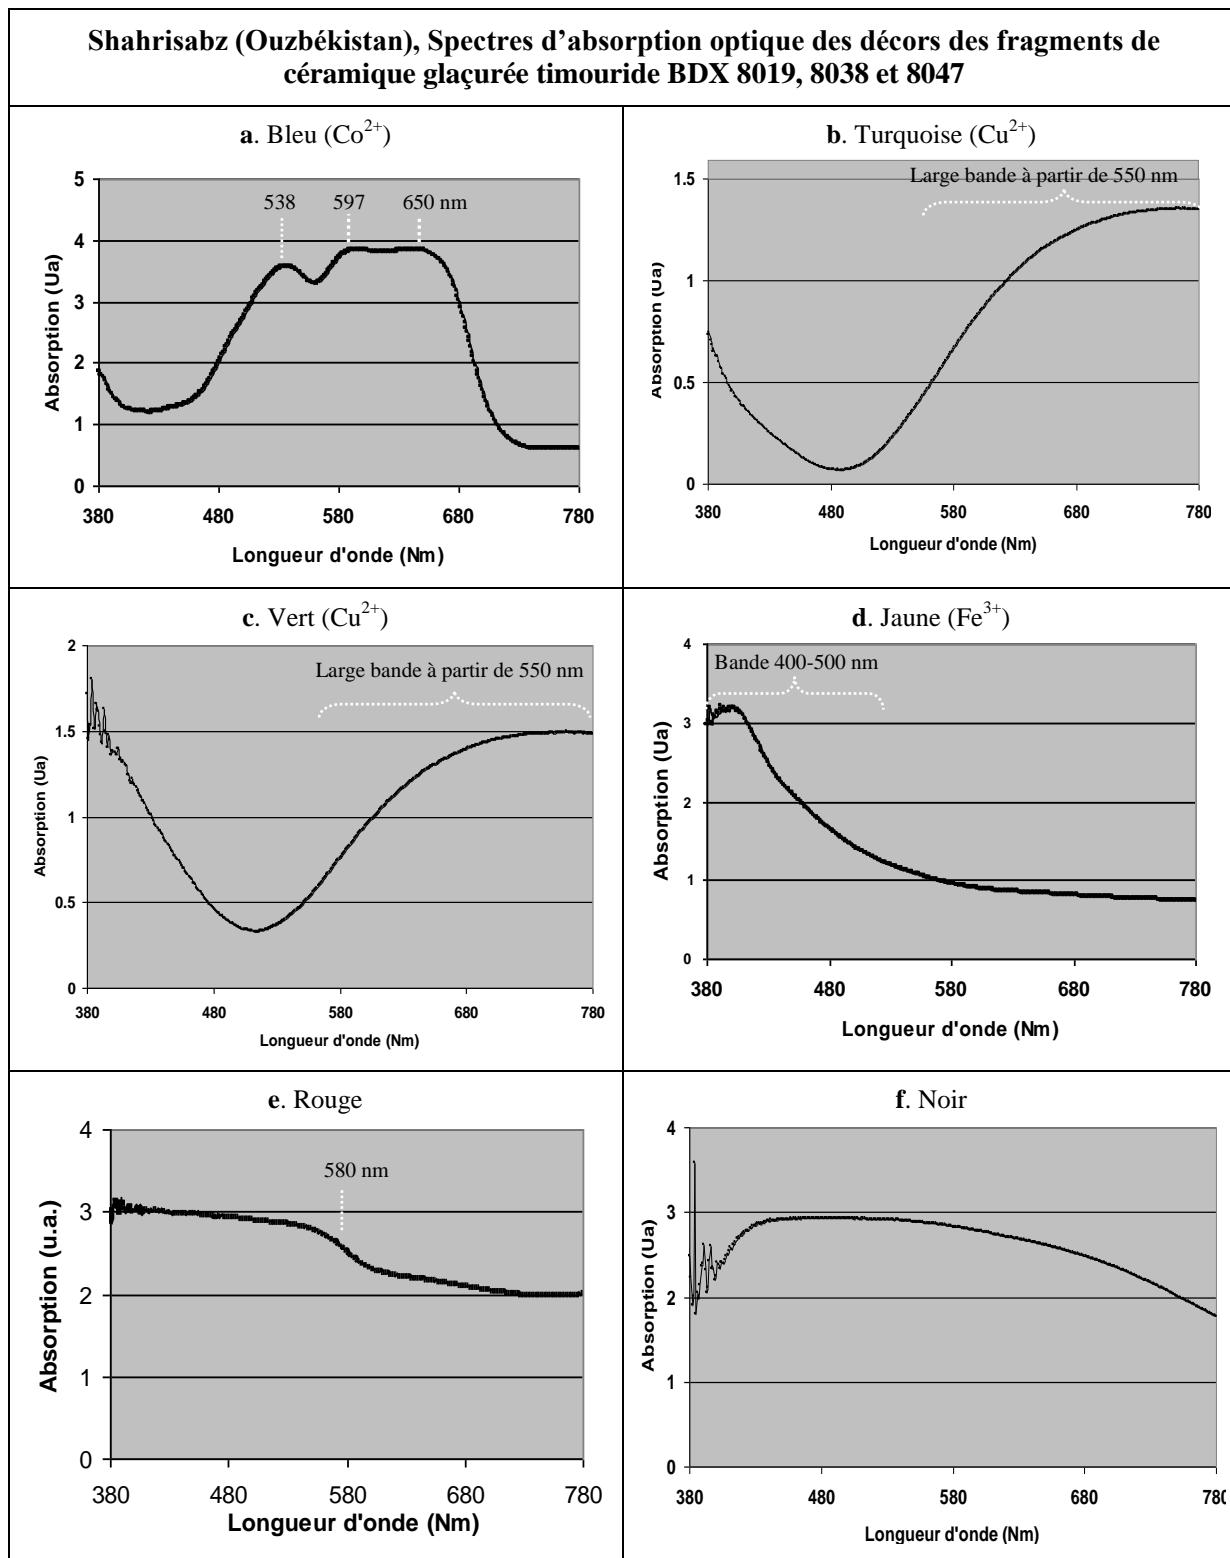 Shahrisabz (Ouzbékistan), Spectres d’absorption optique des décors des fragments de
céramique glaçurée timouride BDX 8019, 8038 et 8047
a. Bleu (Co²⁺)
538
597
650 nm
5
4
3
2
1
0
380
480
580
680
780
Absorption (Ua)
Longueur d'onde (Nm)
b. Turquoise (Cu²⁺)
Large bande à partir de 550 nm
1.5
1
0.5
0
380
480
580
680
780
Absorption (Ua)
Longueur d'onde (Nm)
c. Vert (Cu²⁺)
Large bande à partir de 550 nm
2
1.5
1
0.5
0
380
480
580
680
780
Absorption (Ua)
Longueur d'onde (Nm)
d. Jaune (Fe³⁺)
Bande 400-500 nm
4
3
2
1
0
380
480
580
680
780
Absorption (Ua)
Longueur d'onde (Nm)
e. Rouge
580 nm
4
3
2
1
0
380
480
580
680
780
Absorption (u.a.)
Longueur d'onde (Nm)
f. Noir
4
3
2
1
0
380
480
580
680
780
Absorption (Ua)
Longueur d'onde (Nm)